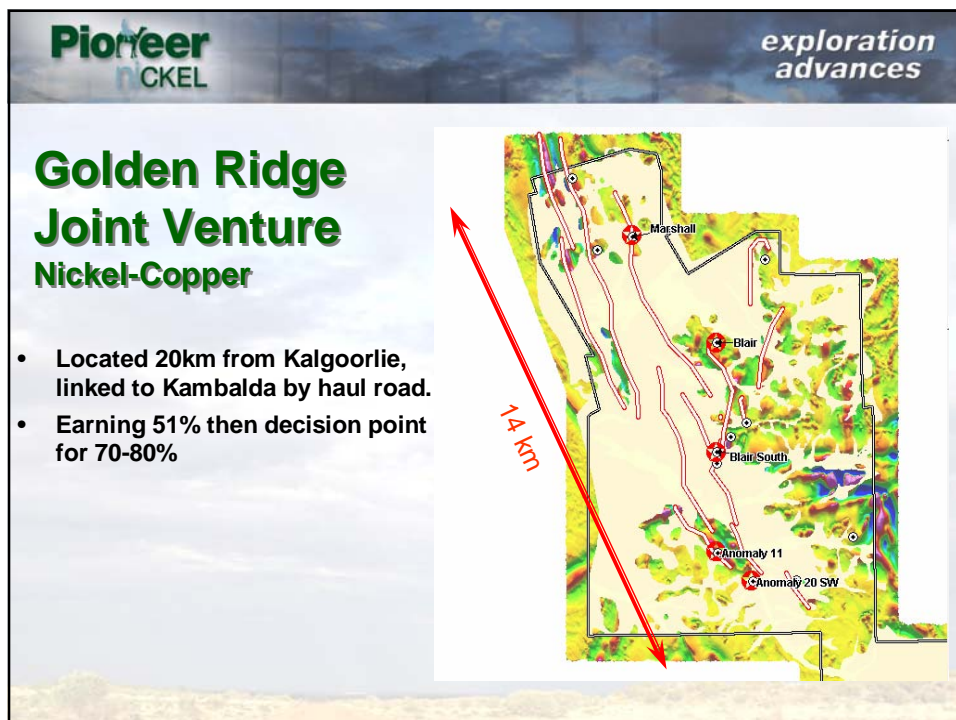 Pioneer
niCKEL
exploration
advances
Golden Ridge
Joint Venture
Nickel-Copper
• Located 20km from Kalgoorlie,
linked to Kambalda by haul road.
• Earning 51% then decision point
for 70-80%
14 km
Marshall
Blair
Blair South
Anomaly 11
Anomaly 20 SW